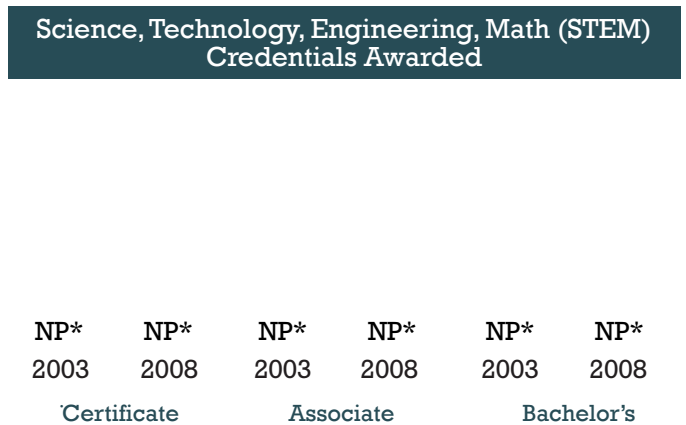 Science, Technology, Engineering, Math (STEM)
Credentials Awarded
NP* NP* NP* NP* NP* NP*
2003 2008 2003 2008 2003 2008
Certificate Associate Bachelor's